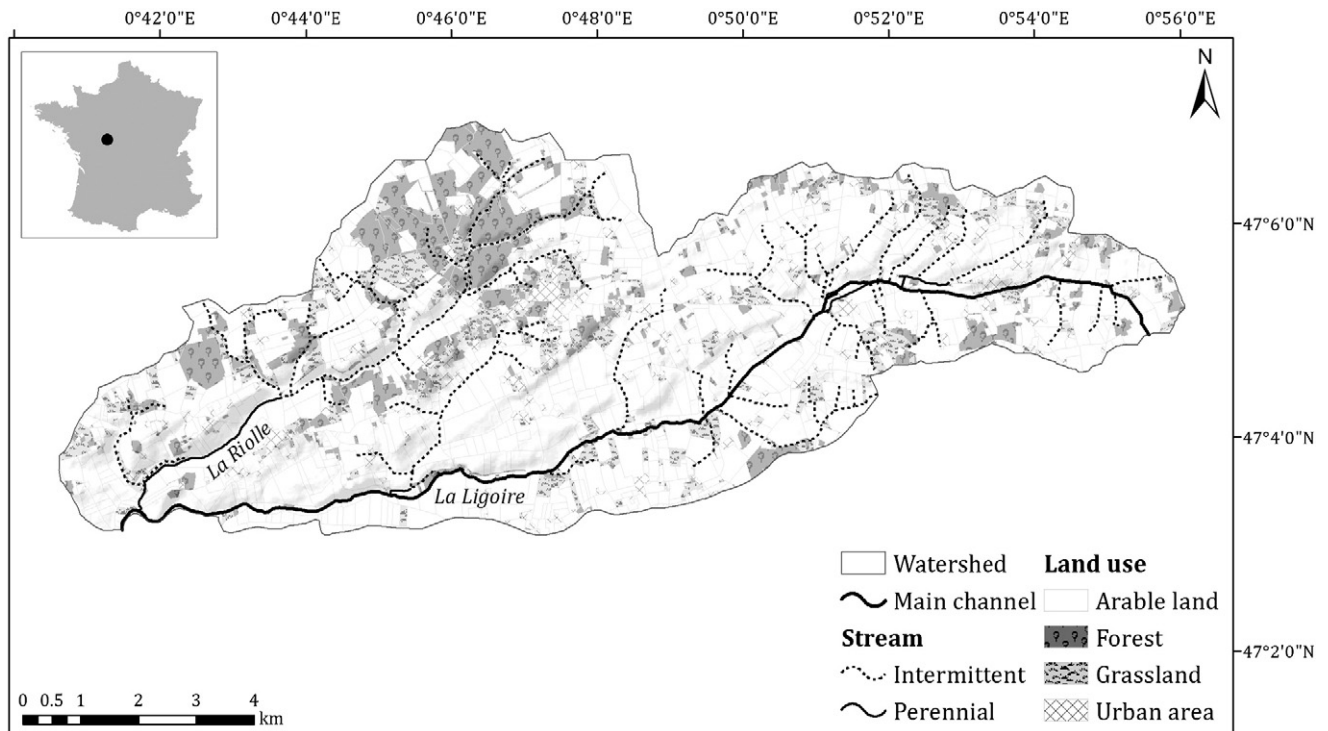 0°42'0"E 0°44'0"E 0°46'0"E 0°48'0"E 0°50'0"E 0°52'0"E 0°54'0"E 0°56'0"E
N
47°6'0"N
47°4'0"N
47°2'0"N
La Riolle
La Ligoire
Watershed
Main channel
Stream
Intermittent
Perennial
Land use
Arable land
Forest
Grassland
Urban area
0 0.5 1 2 3 4
km